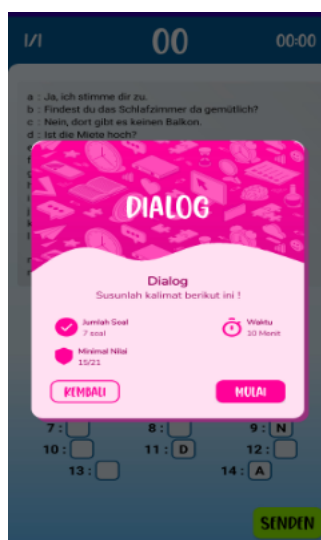 1/1 00 00:00
a : Ja, ich stimme dir zu.
b : Findest du das Schlafzimmer da gemütlich?
c : Nein, dort gibt es keinen Balkon.
d : Ist die Miete hoch?
DIALOG
Dialog
Susunlah kalimat berikut ini !
Jumlah Soal
7 soal
Waktu
10 Menit
Minimal Nilai
15/21
KEMBALI MULAI
7 : 8 : 9 : N
10 : 11 : D 12 :
13 : 14 : A
SENDEN